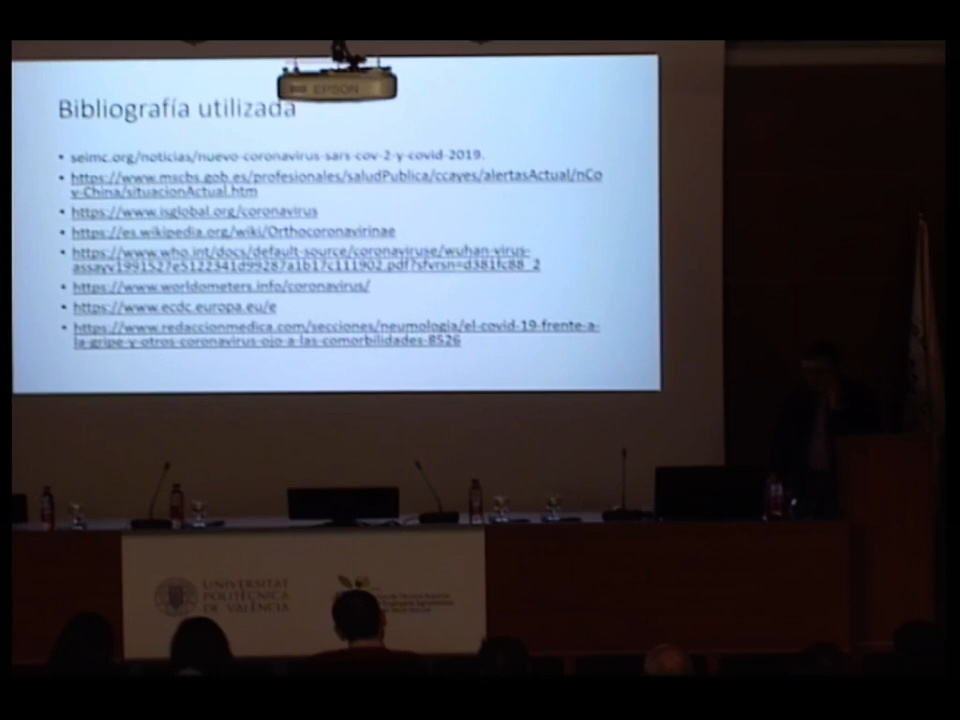 EPSON
Bibliografía utilizada
• seimc.org/noticias/nuevo-coronavirus-sars-cov-2-y-covid-2019.
• https://www.mscbs.gob.es/profesionales/saludPublica/ccayes/alertasActual/nCo
v-China/situacionActual.htm
• https://www.isglobal.org/coronavirus
• https://es.wikipedia.org/wiki/Orthocoronavirinae
• https://www.who.int/docs/default-source/coronaviruse/wuhan-virus-
assayv1991527e5122341d99287a1b17c111902.pdf?sfvrsn=d381fc88_2
• https://www.worldometers.info/coronavirus/
• https://www.ecdc.europa.eu/e
• https://www.redaccionmedica.com/secciones/neumologia/el-covid-19-frente-a-
la-gripe-y-otros-coronavirus-ojo-a-las-comorbilidades-8526
UNIVERSITAT
POLITÈCNICA
DE VALÈNCIA